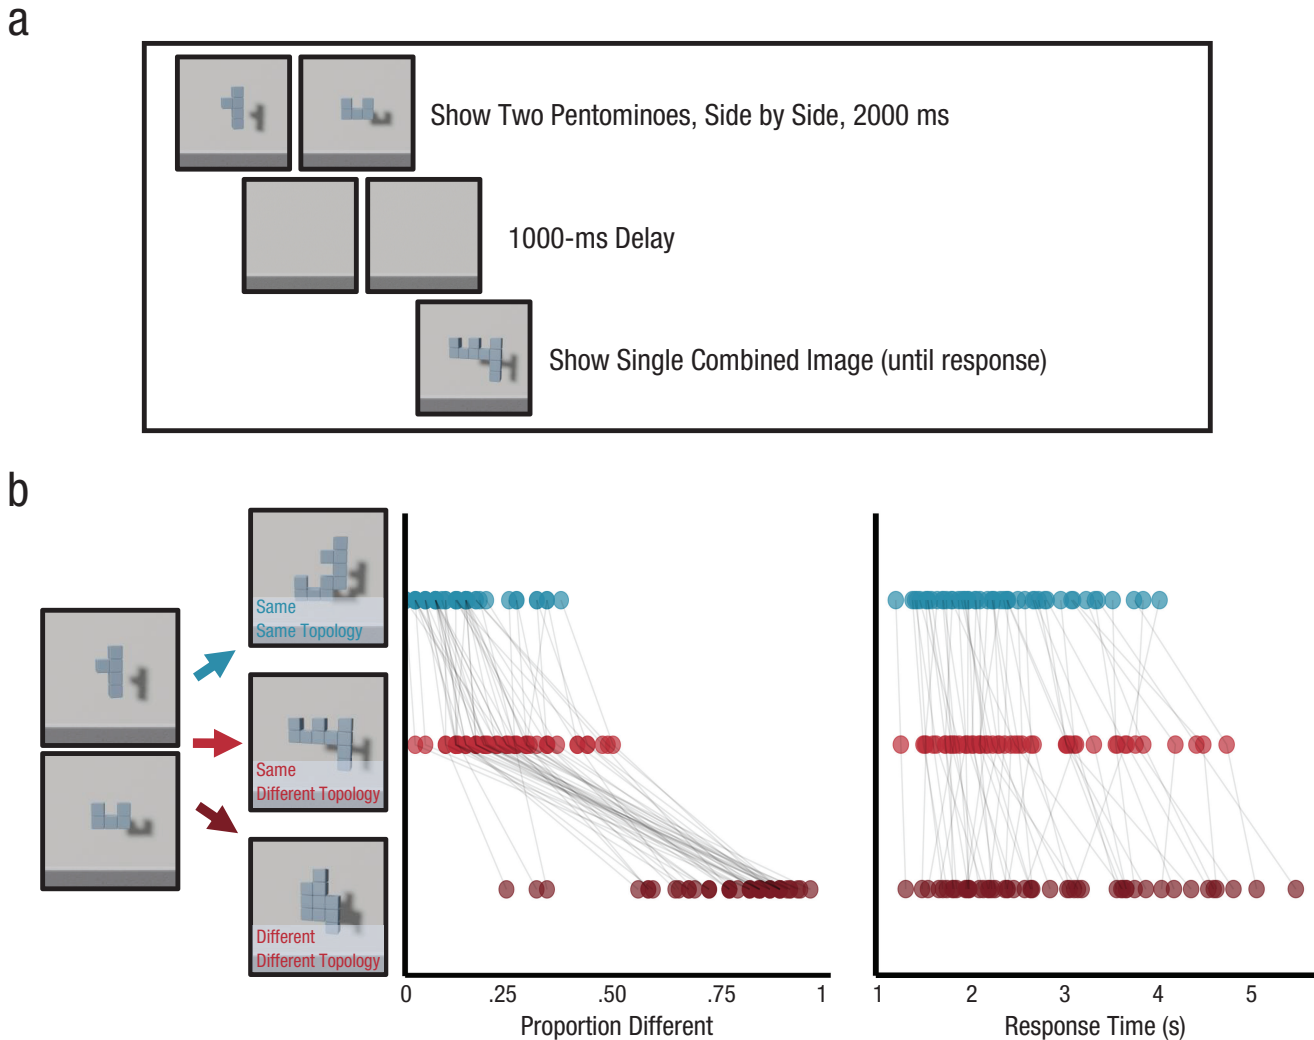 a
Show Two Pentominoes, Side by Side, 2000 ms
1000-ms Delay
Show Single Combined Image (until response)
b
Same
Same Topology
Same
Different Topology
Different
Different Topology
0 .25 .50 .75 1
Proportion Different
1 2 3 4 5
Response Time (s)